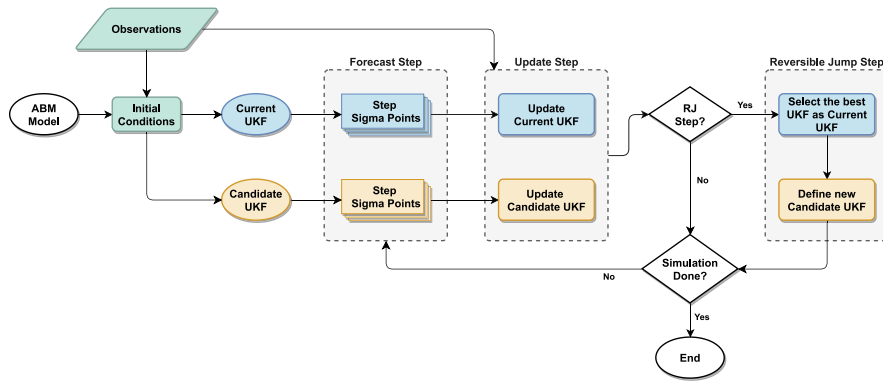 Observations
Forecast Step
Update Step
Reversible Jump Step
ABM
Model
Initial
Conditions
Current
UKF
Step
Sigma Points
Update
Current UKF
RJ
Step?
Yes
Select the best
UKF as Current
UKF
Candidate
UKF
Step
Sigma Points
Update
Candidate UKF
No
Define new
Candidate UKF
Simulation
Done?
No
Yes
End